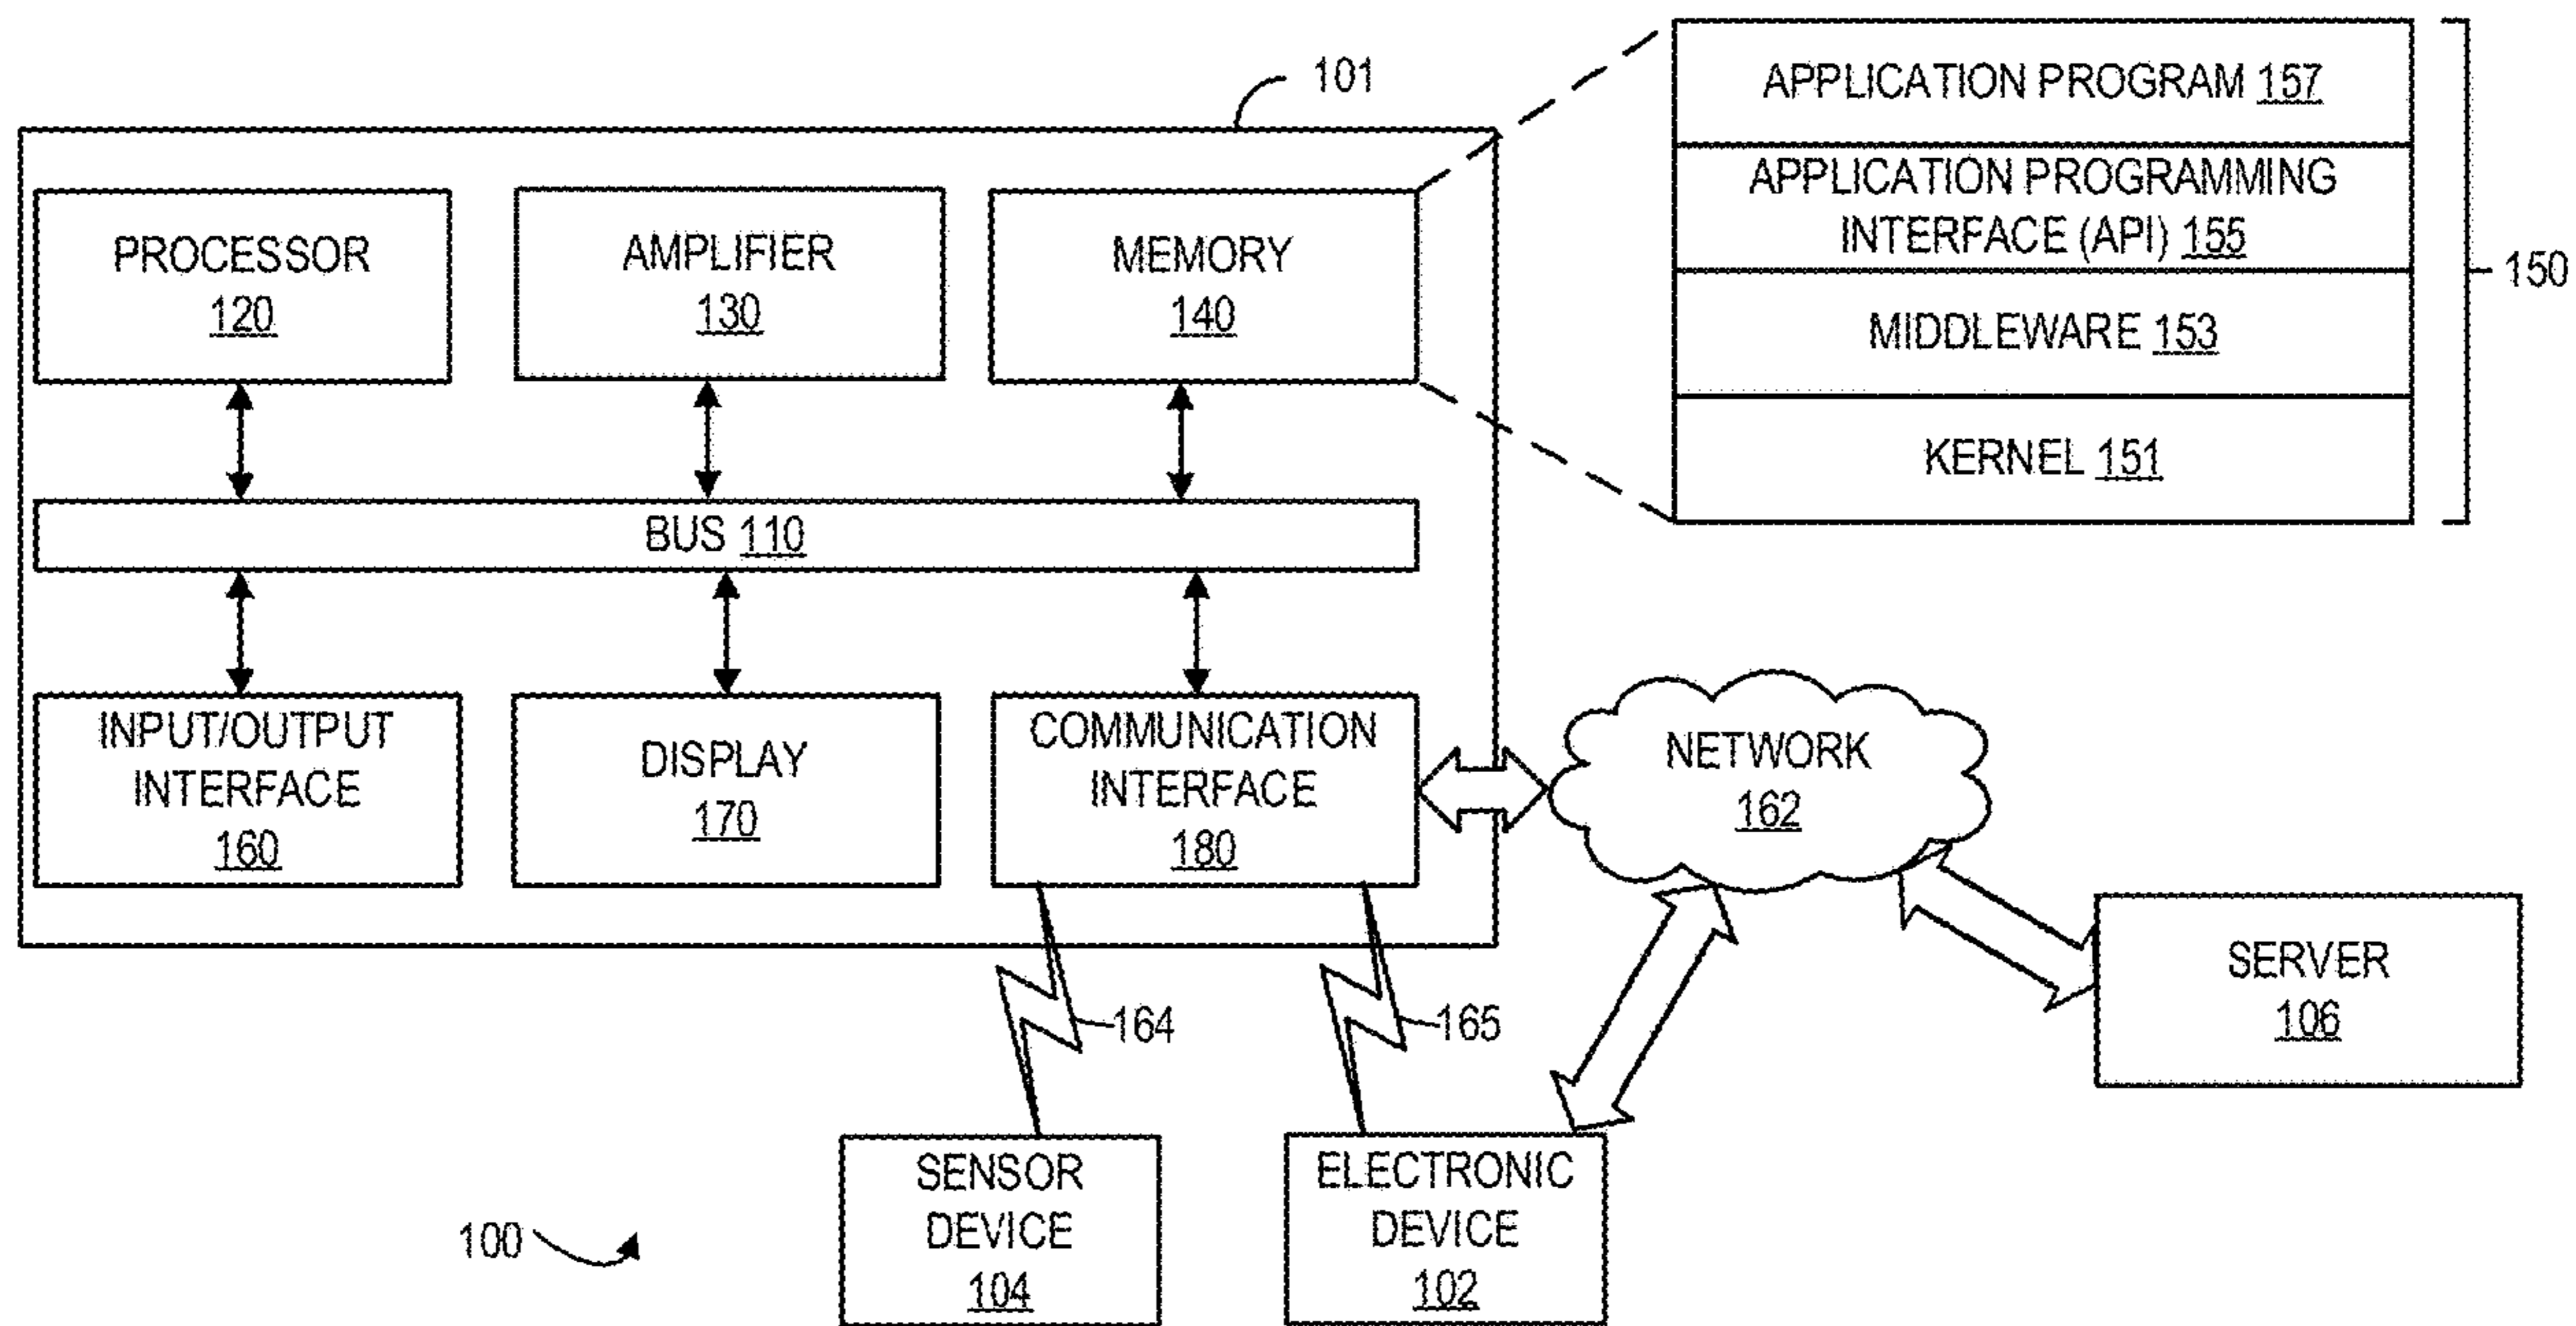 101
PROCESSOR
120
AMPLIFIER
130
MEMORY
140
APPLICATION PROGRAM 157
APPLICATION PROGRAMMING
INTERFACE (API) 155
MIDDLEWARE 153
KERNEL 151
150
BUS 110
INPUT/OUTPUT
INTERFACE
160
DISPLAY
170
COMMUNICATION
INTERFACE
180
NETWORK
162
SERVER
106
164
165
SENSOR
DEVICE
104
ELECTRONIC
DEVICE
102
100